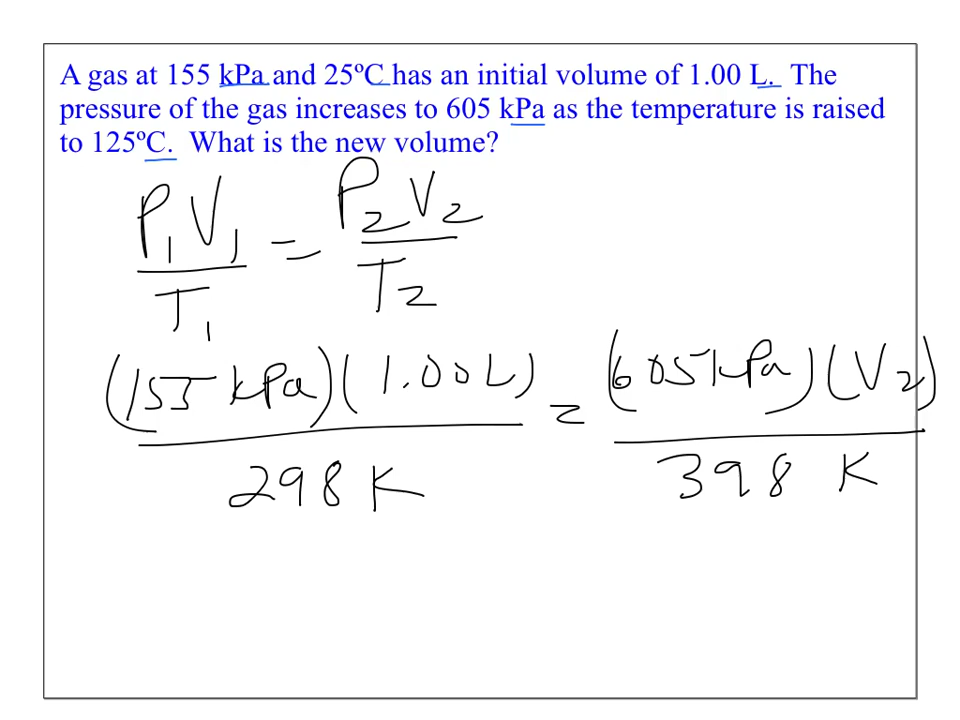 A gas at 155 kPa and 25ºC has an initial volume of 1.00 L. The
pressure of the gas increases to 605 kPa as the temperature is raised
to 125ºC. What is the new volume?
P₁V₁ / T₁ = P₂V₂ / T₂
(155 kPa)(1.00L) / 298 K = (605 kPa)(V₂) / 398 K